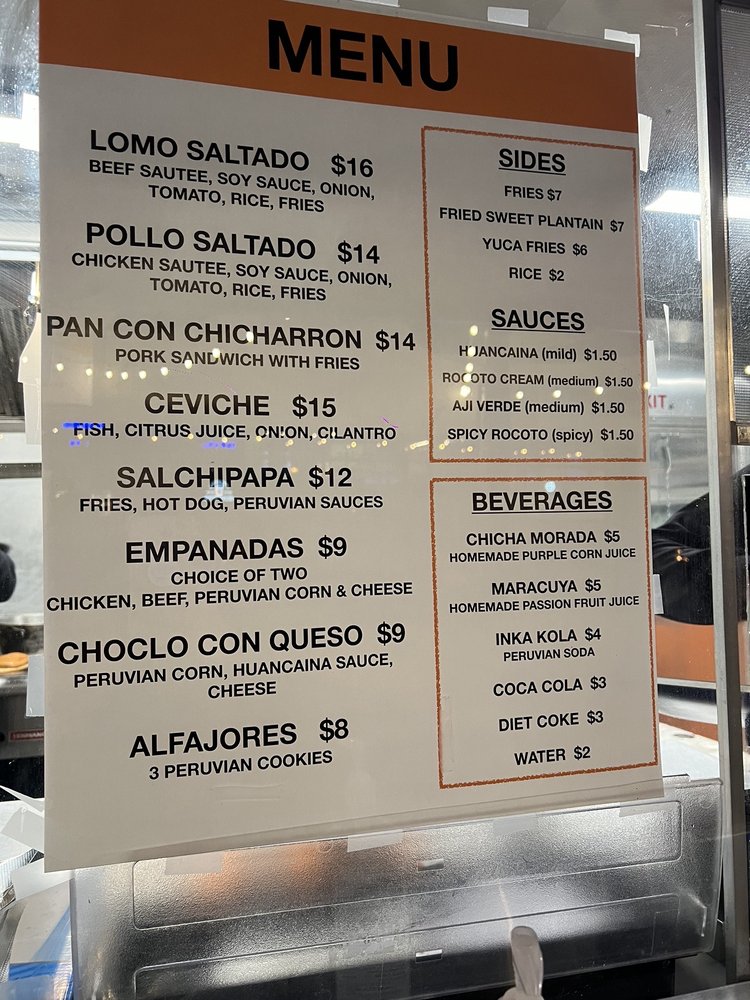 MENU
LOMO SALTADO $16
BEEF SAUTEE, SOY SAUCE, ONION,
TOMATO, RICE, FRIES
POLLO SALTADO $14
CHICKEN SAUTEE, SOY SAUCE, ONION,
TOMATO, RICE, FRIES
PAN CON CHICHARRON $14
PORK SANDWICH WITH FRIES
CEVICHE $15
FISH, CITRUS JUICE, ONION, CILANTRO
SALCHIPAPA $12
FRIES, HOT DOG, PERUVIAN SAUCES
EMPANADAS $9
CHOICE OF TWO
CHICKEN, BEEF, PERUVIAN CORN & CHEESE
CHOCLO CON QUESO $9
PERUVIAN CORN, HUANCAINA SAUCE,
CHEESE
ALFAJORES $8
3 PERUVIAN COOKIES
SIDES
FRIES $7
FRIED SWEET PLANTAIN $7
YUCA FRIES $6
RICE $2
SAUCES
HUANCAINA (mild) $1.50
ROCOTO CREAM (medium) $1.50
AJI VERDE (medium) $1.50
SPICY ROCOTO (spicy) $1.50
BEVERAGES
CHICHA MORADA $5
HOMEMADE PURPLE CORN JUICE
MARACUYA $5
HOMEMADE PASSION FRUIT JUICE
INKA KOLA $4
PERUVIAN SODA
COCA COLA $3
DIET COKE $3
WATER $2